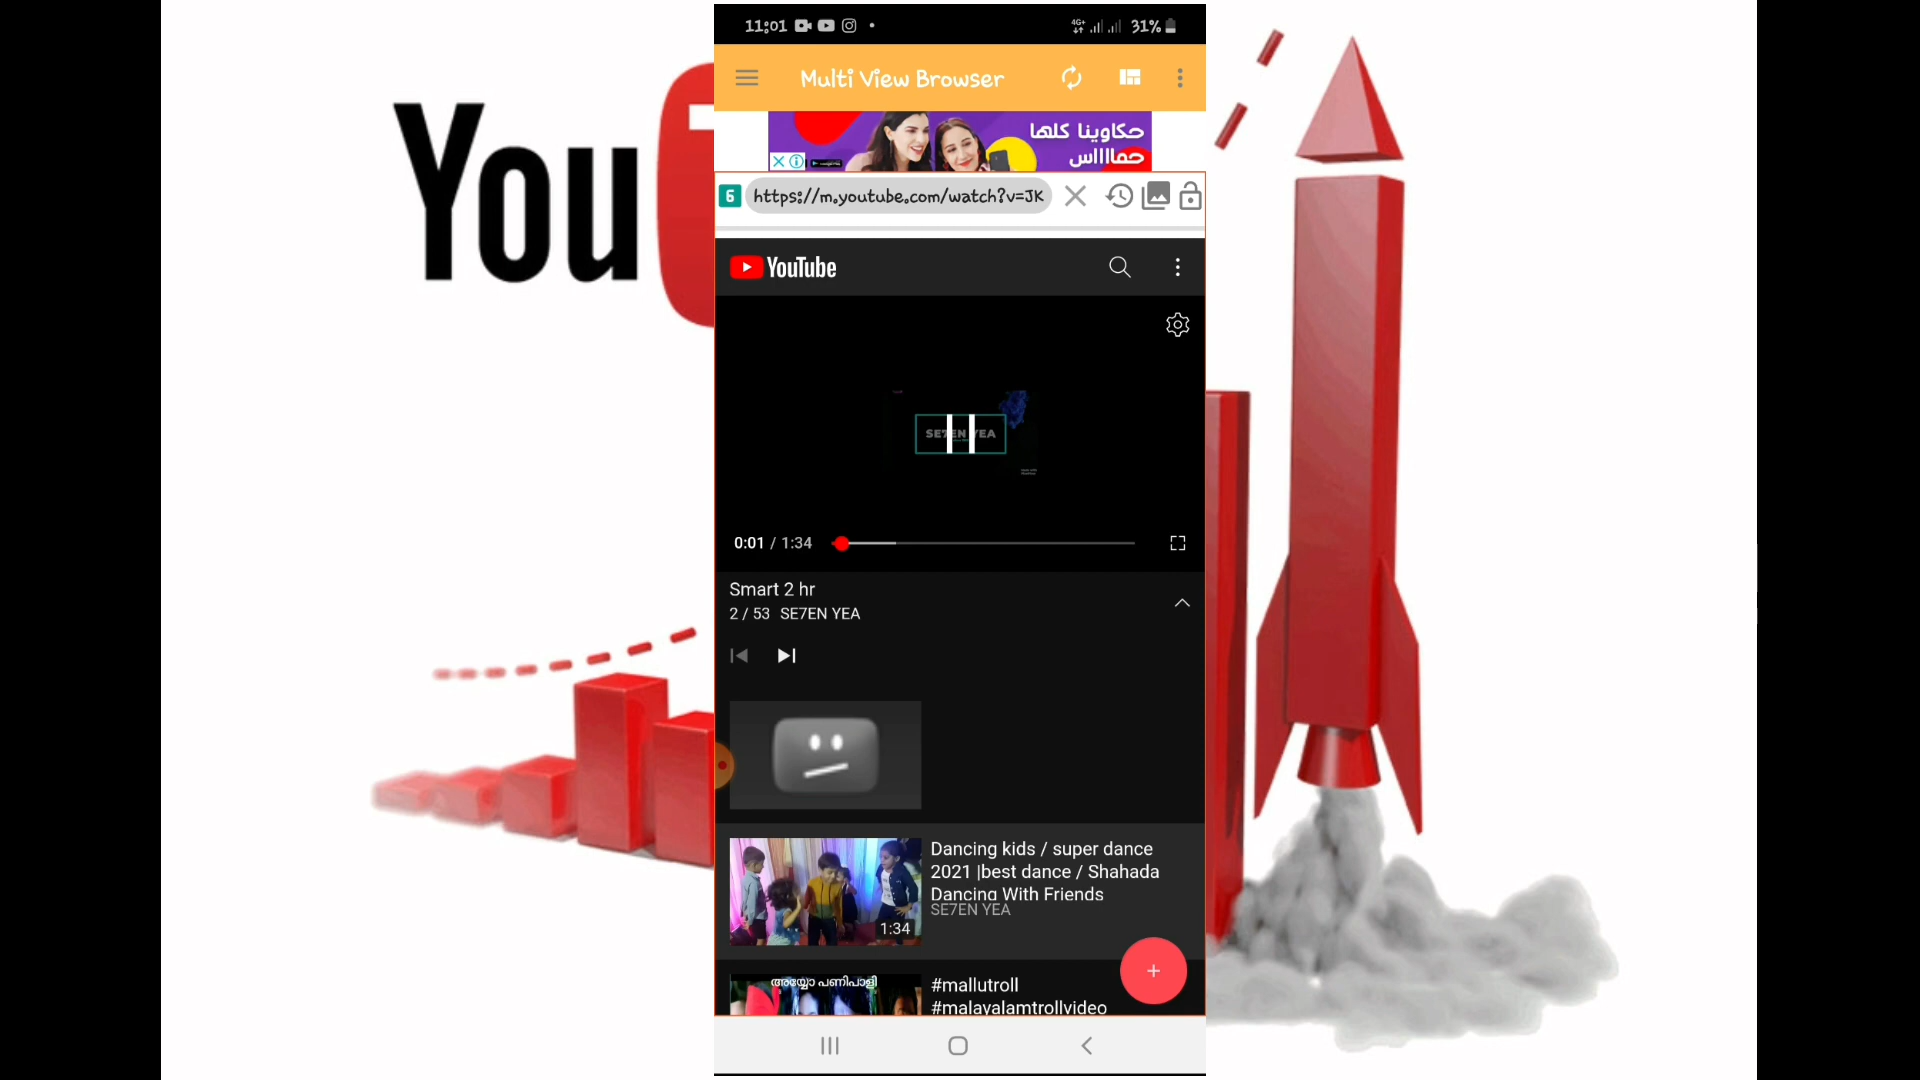 You
11:01
4G+
31%
Multi View Browser
حكاوينا كلها
حماااس
6
https://m.youtube.com/watch?v=JK
YouTube
SE7EN YEA
0:01 / 1:34
Smart 2 hr
2 / 53 SE7EN YEA
Dancing kids / super dance
2021 |best dance / Shahada
Dancing With Friends
SE7EN YEA
1:34
അയ്യോ പണിപാളി
#mallutroll
#malayalamtrollvideo